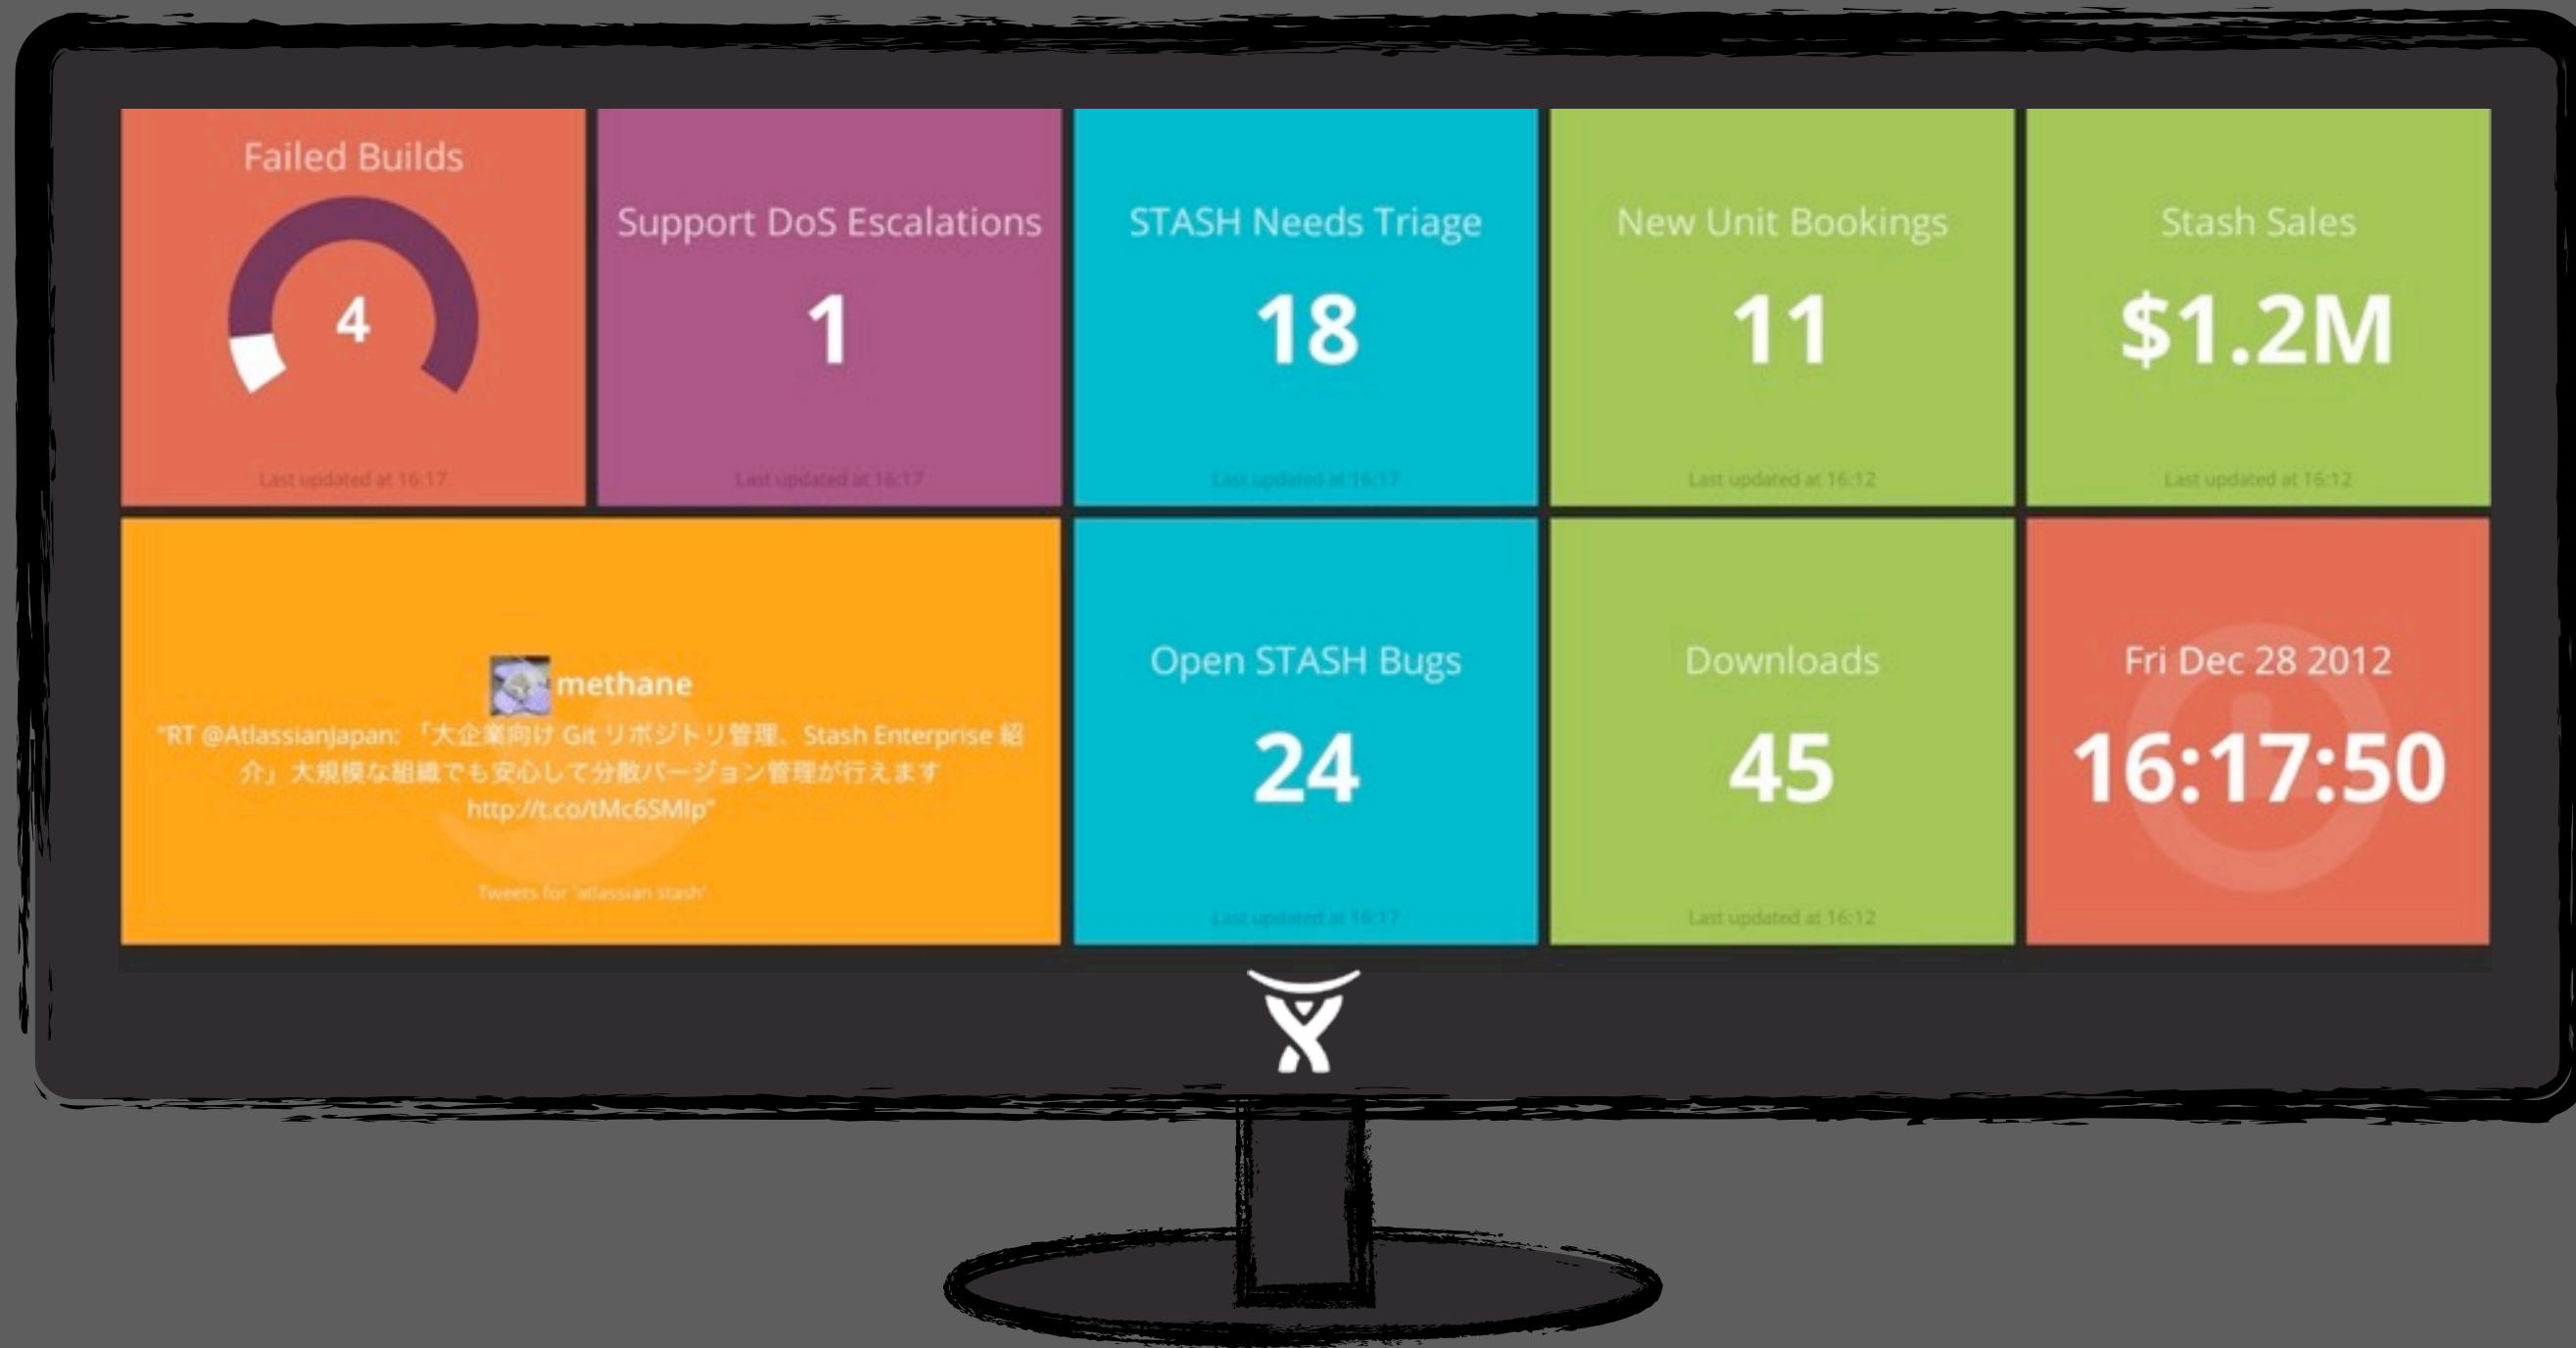 Failed Builds
4
Last updated at 16:17
Support DoS Escalations
1
Last updated at 16:17
STASH Needs Triage
18
Last updated at 16:17
New Unit Bookings
11
Last updated at 16:12
Stash Sales
$1.2M
Last updated at 16:12
methane
"RT @AtlassianJapan: 「大企業向け Git リポジトリ管理、Stash Enterprise 紹
介」大規模な組織でも安心して分散バージョン管理が行えます
http://t.co/tMc6SMIp"
Tweets for 'atlassian stash'
Open STASH Bugs
24
Last updated at 16:17
Downloads
45
Last updated at 16:12
Fri Dec 28 2012
16:17:50